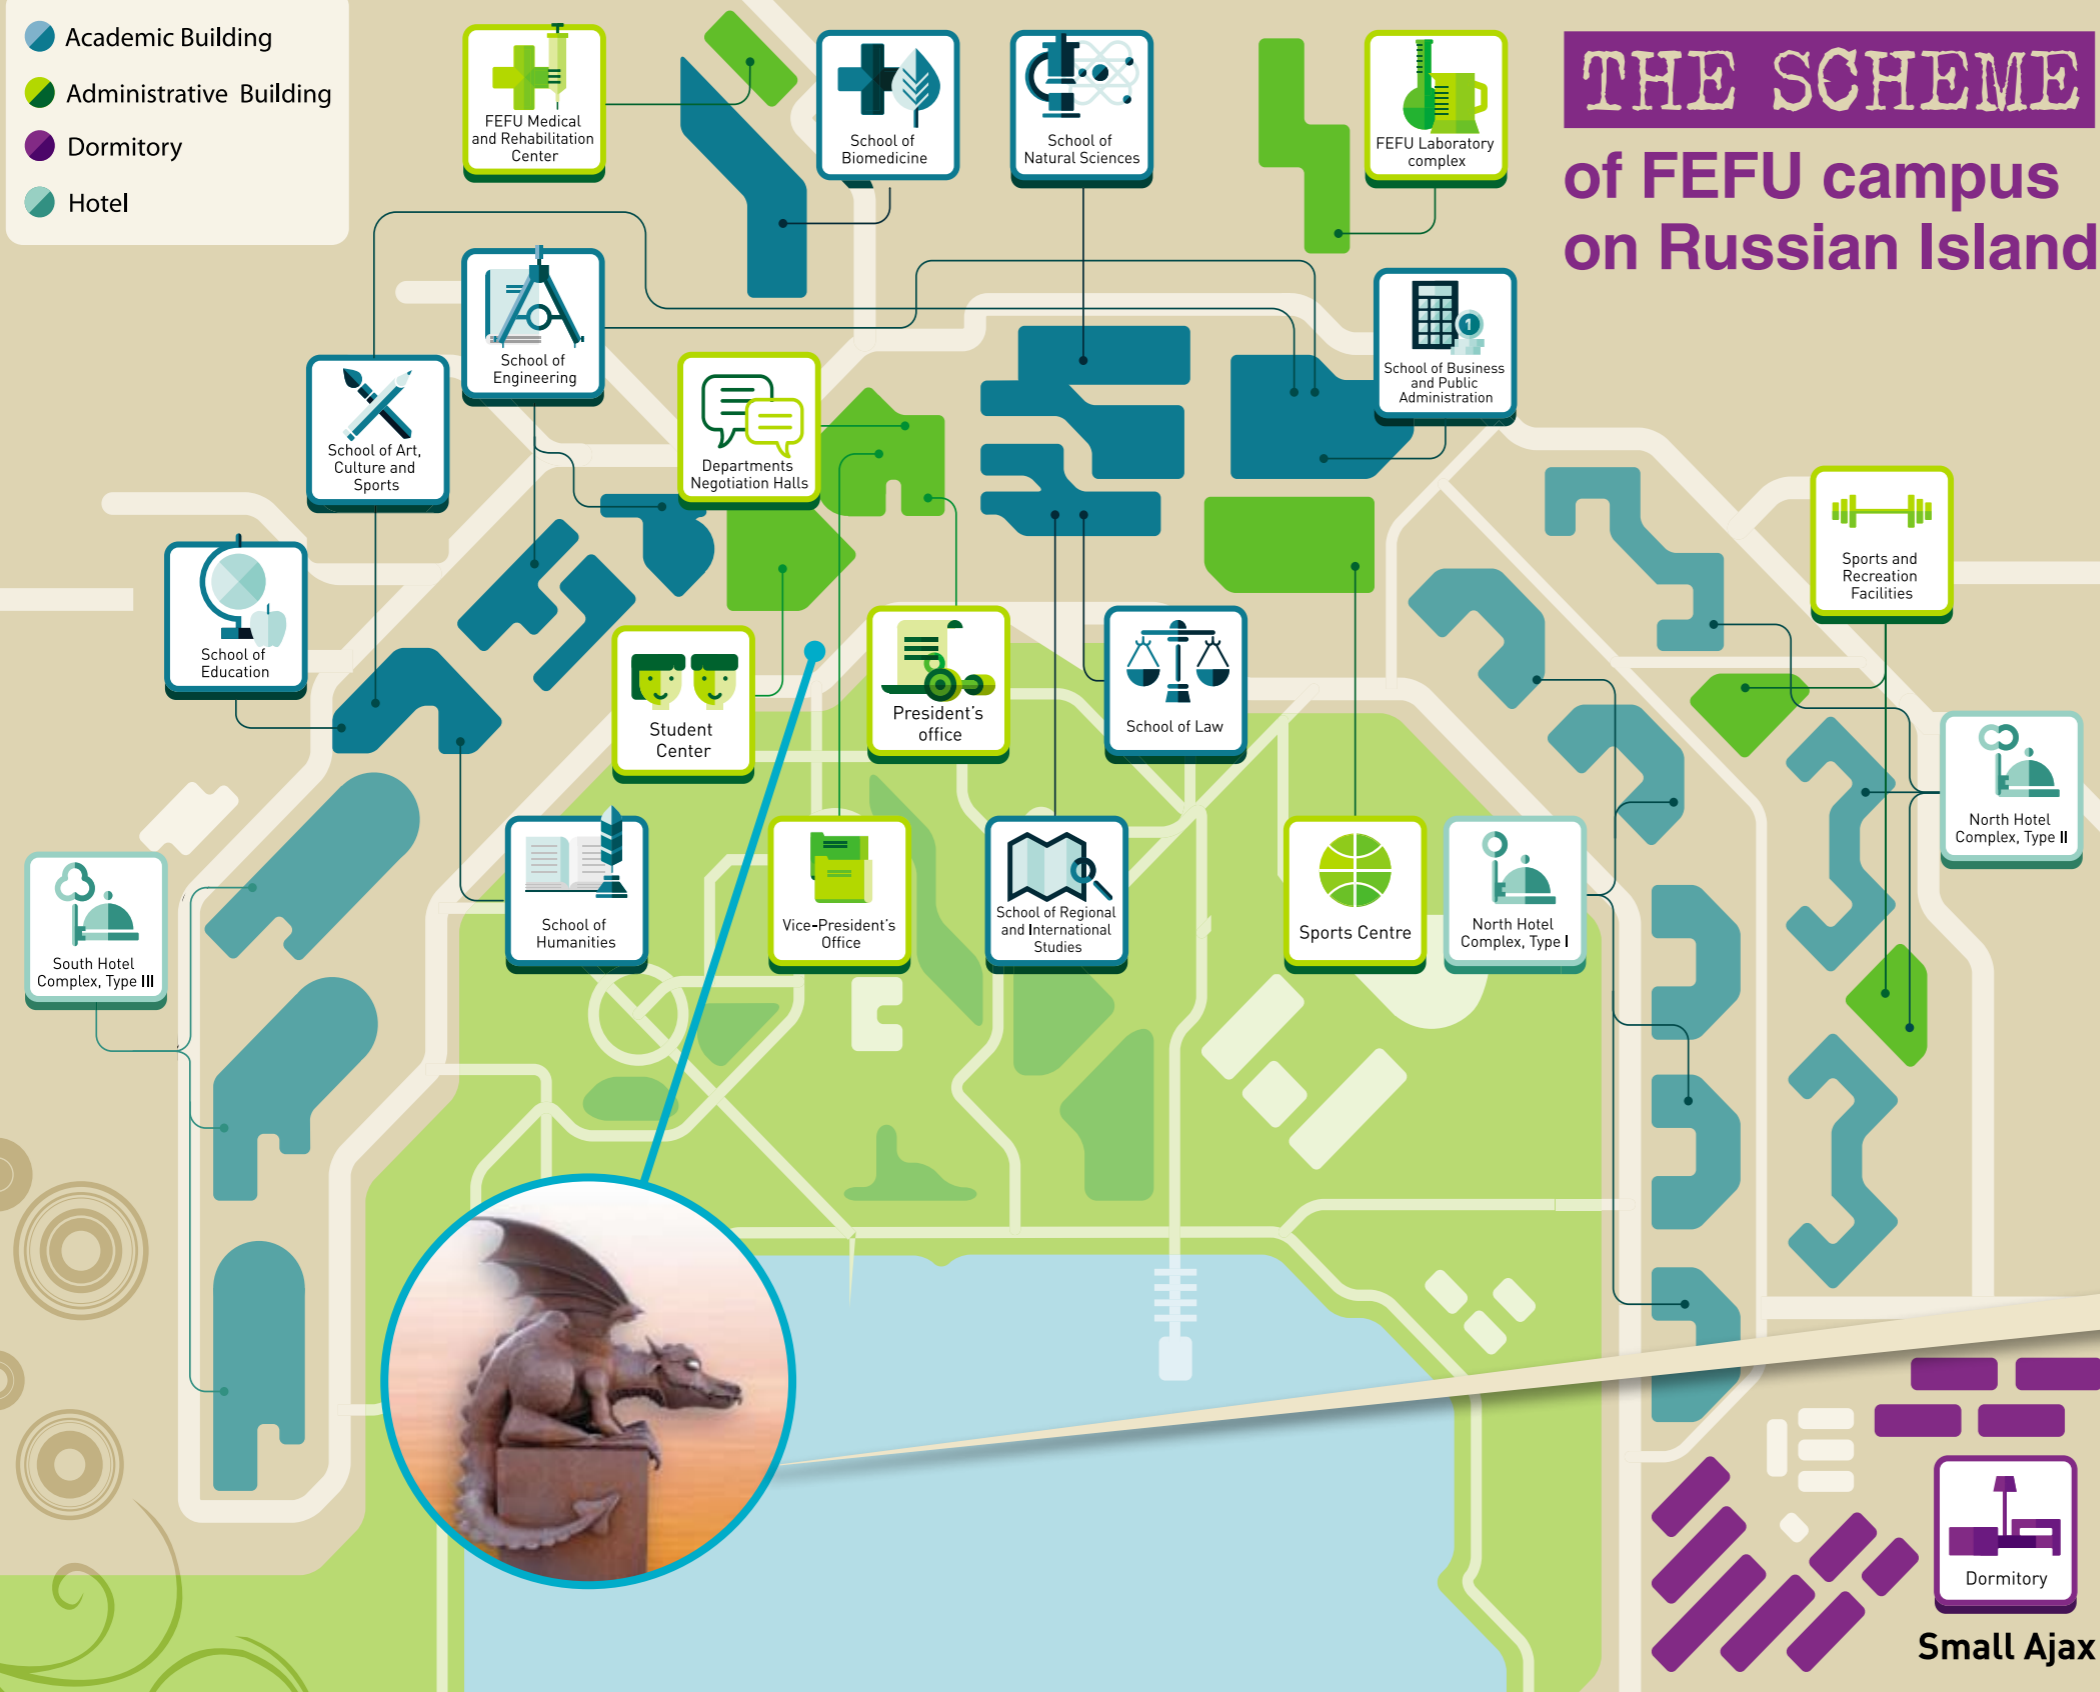 Academic Building
Administrative Building
Dormitory
Hotel
THE SCHEME
of FEFU campus
on Russian Island
FEFU Medical
and Rehabilitation
Center
School of
Biomedicine
School of
Natural Sciences
FEFU Laboratory
complex
School of
Engineering
School of Business
and Public
Administration
1
School of Art,
Culture and
Sports
Departments
Negotiation Halls
Sports and
Recreation
Facilities
School of
Education
Student
Center
President's
office
School of Law
North Hotel
Complex, Type II
South Hotel
Complex, Type III
School of
Humanities
Vice-President's
Office
School of Regional
and International
Studies
Sports Centre
North Hotel
Complex, Type I
Dormitory
Small Ajax